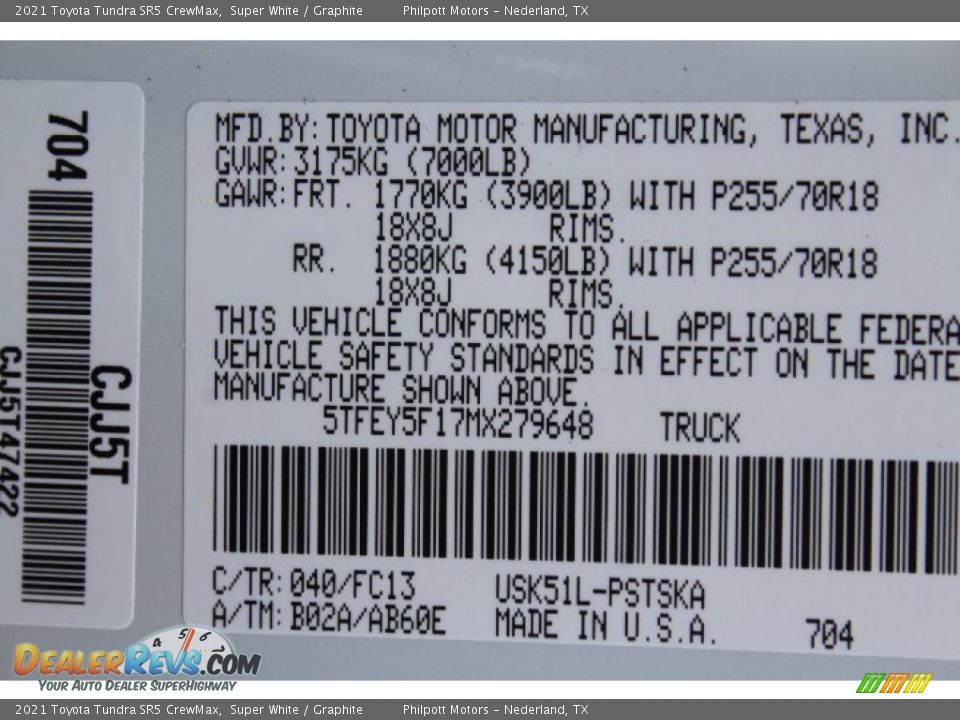 2021 Toyota Tundra SR5 CrewMax, Super White / Graphite Philpott Motors - Nederland, TX
704
CJJ5T
CJJ5T47422
MFD.BY:TOYOTA MOTOR MANUFACTURING, TEXAS, INC.
GVWR:3175KG (7000LB)
GAWR:FRT. 1770KG (3900LB) WITH P255/70R18
18X8J RIMS.
RR. 1880KG (4150LB) WITH P255/70R18
18X8J RIMS.
THIS VEHICLE CONFORMS TO ALL APPLICABLE FEDERA
VEHICLE SAFETY STANDARDS IN EFFECT ON THE DATE
MANUFACTURE SHOWN ABOVE.
5TFEY5F17MX279648 TRUCK
C/TR:040/FC13 USK51L-PSTSKA
A/TM:B02A/AB60E MADE IN U.S.A. 704
4 5 6 7
DEALERREVS.COM
YOUR AUTO DEALER SUPERHIGHWAY
2021 Toyota Tundra SR5 CrewMax, Super White / Graphite Philpott Motors - Nederland, TX